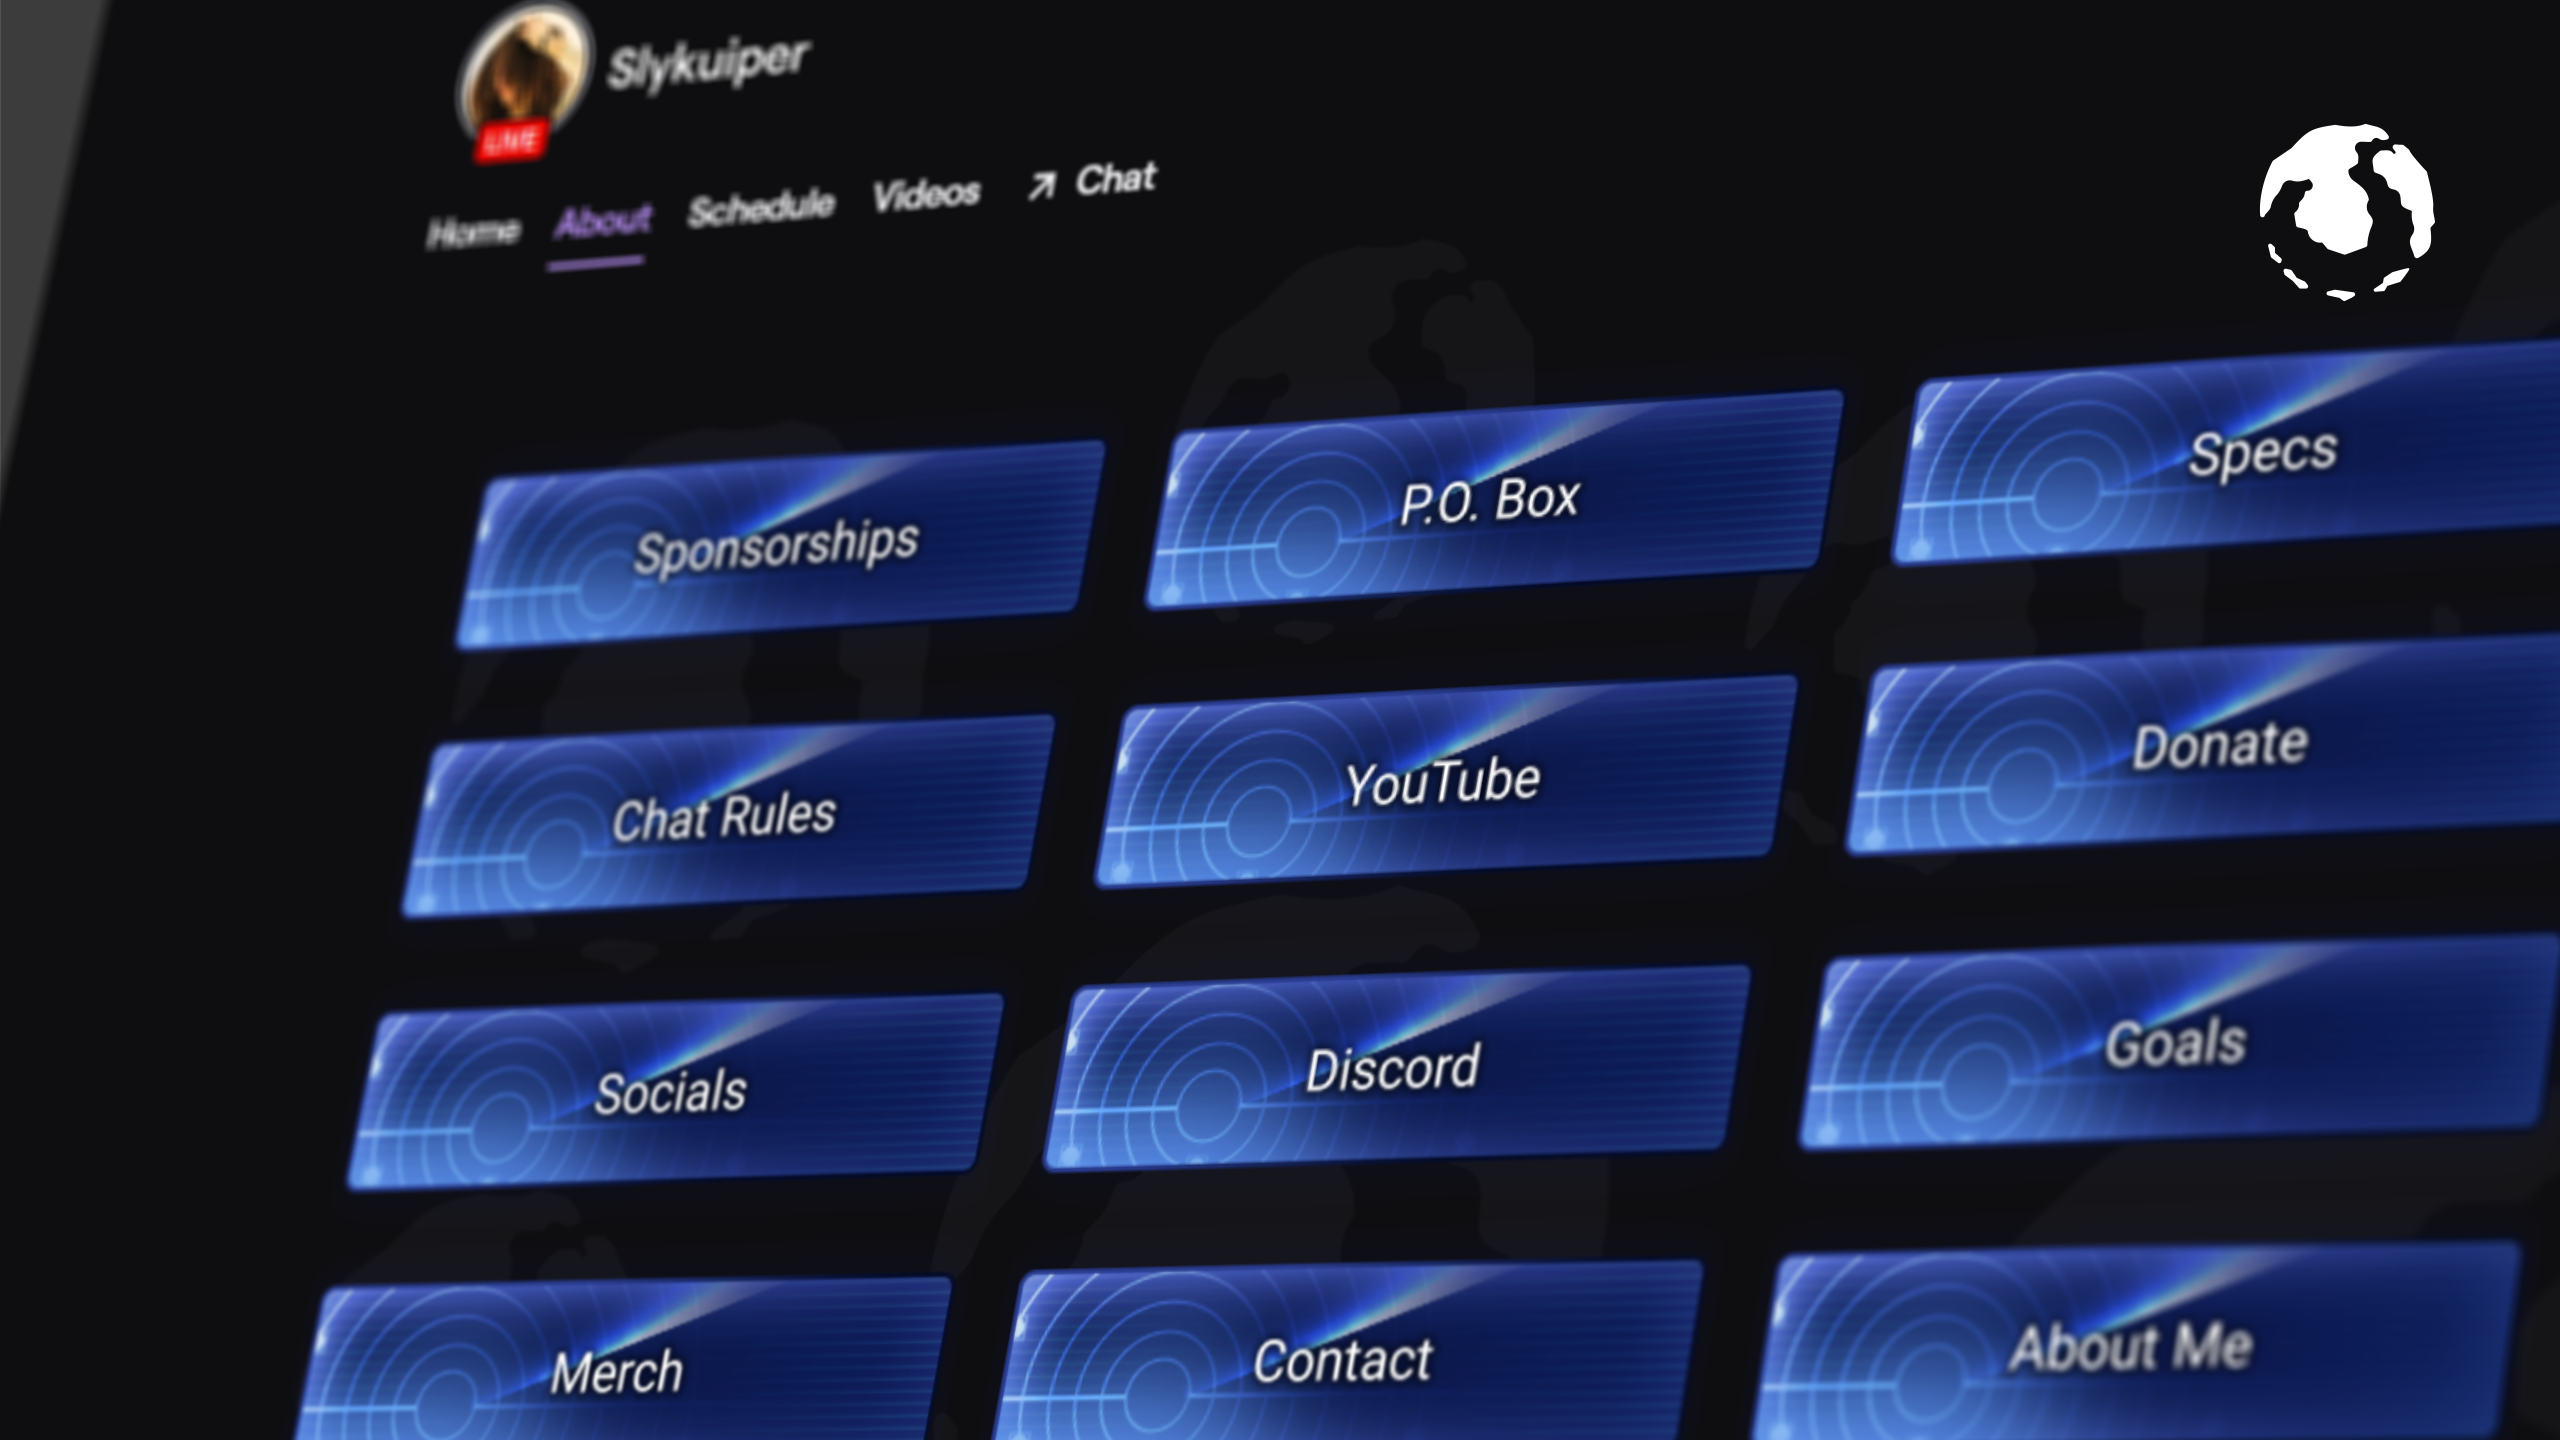 Slykuiper
LIVE
Home About Schedule Videos Chat
Sponsorships P.O. Box Specs
Chat Rules YouTube Donate
Socials Discord Goals
Merch Contact About Me